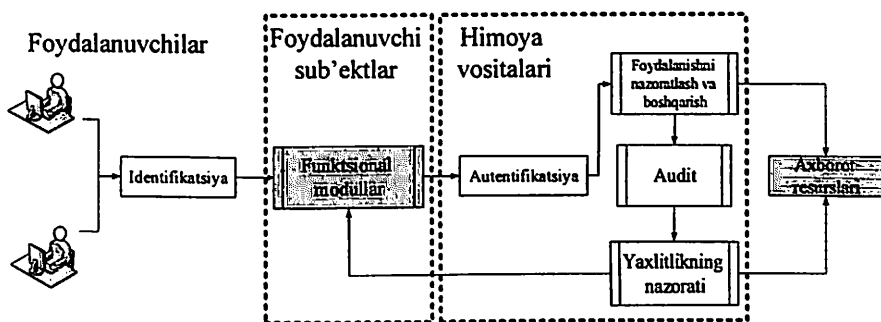 Foydalanuvchilar
Foydalanuvchi
sub’ektlar
Himoya
vositalari
Foydalanishni
nazoratlash va
boshqarish
Identifikatsiya
Funktsional
modullar
Autentifikatsiya
Audit
Axborot
resurslari
Yaxlitlikning
nazorati